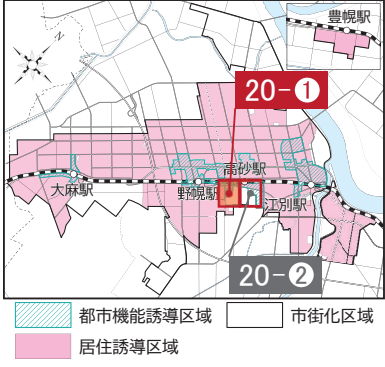 豊幌駅
N
20-❶
高砂駅
大麻駅
野幌駅
江別駅
20-❷
都市機能誘導区域
市街化区域
居住誘導区域